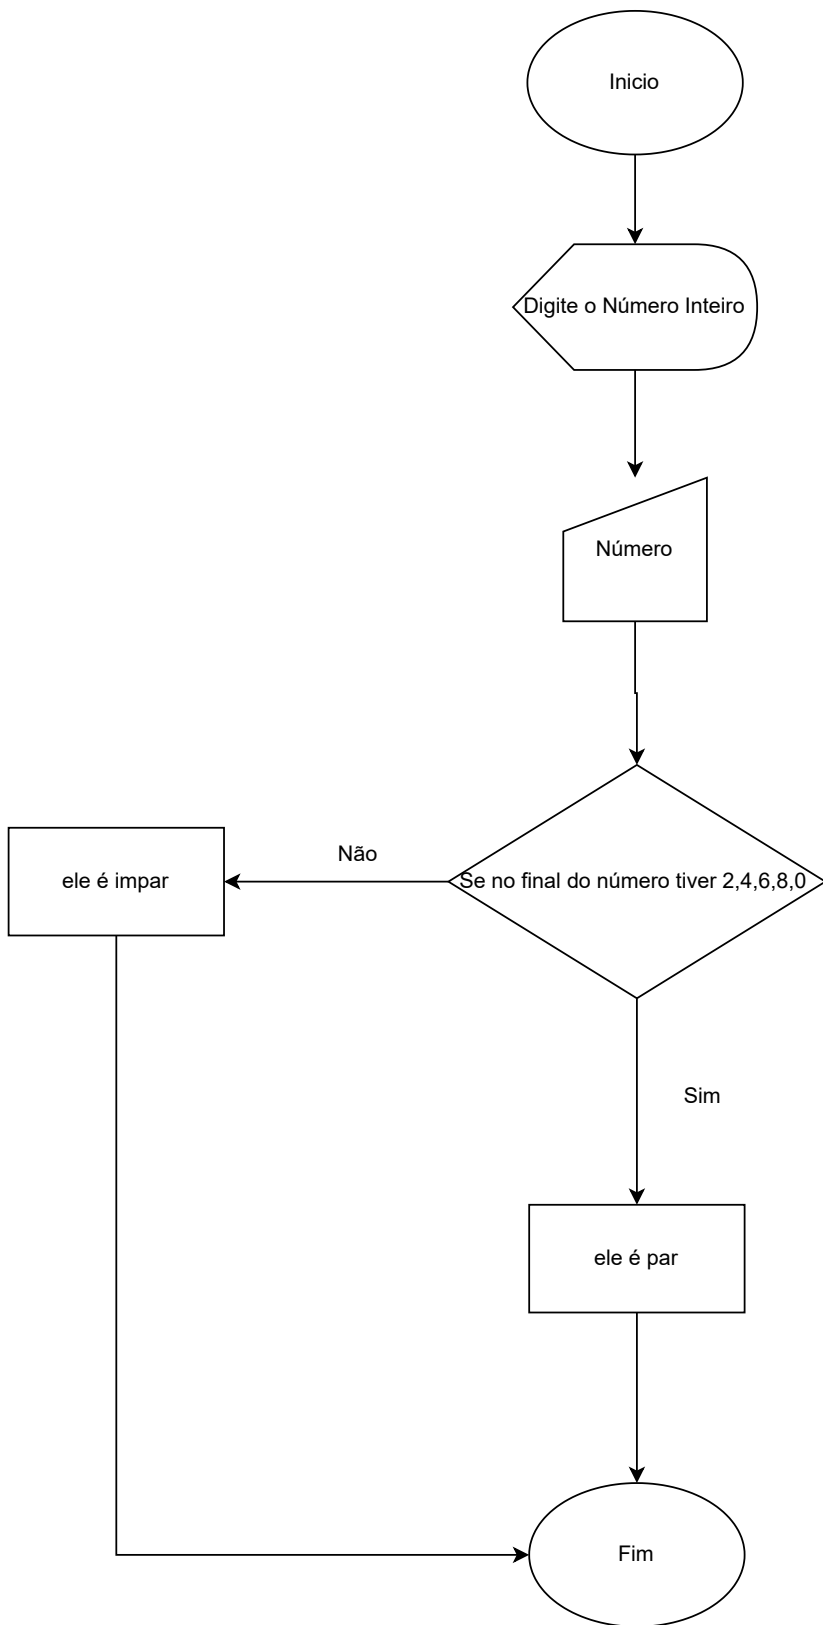 Inicio
Digite o Número Inteiro
Número
Não
ele é impar
Se no final do número tiver 2,4,6,8,0
Sim
ele é par
Fim